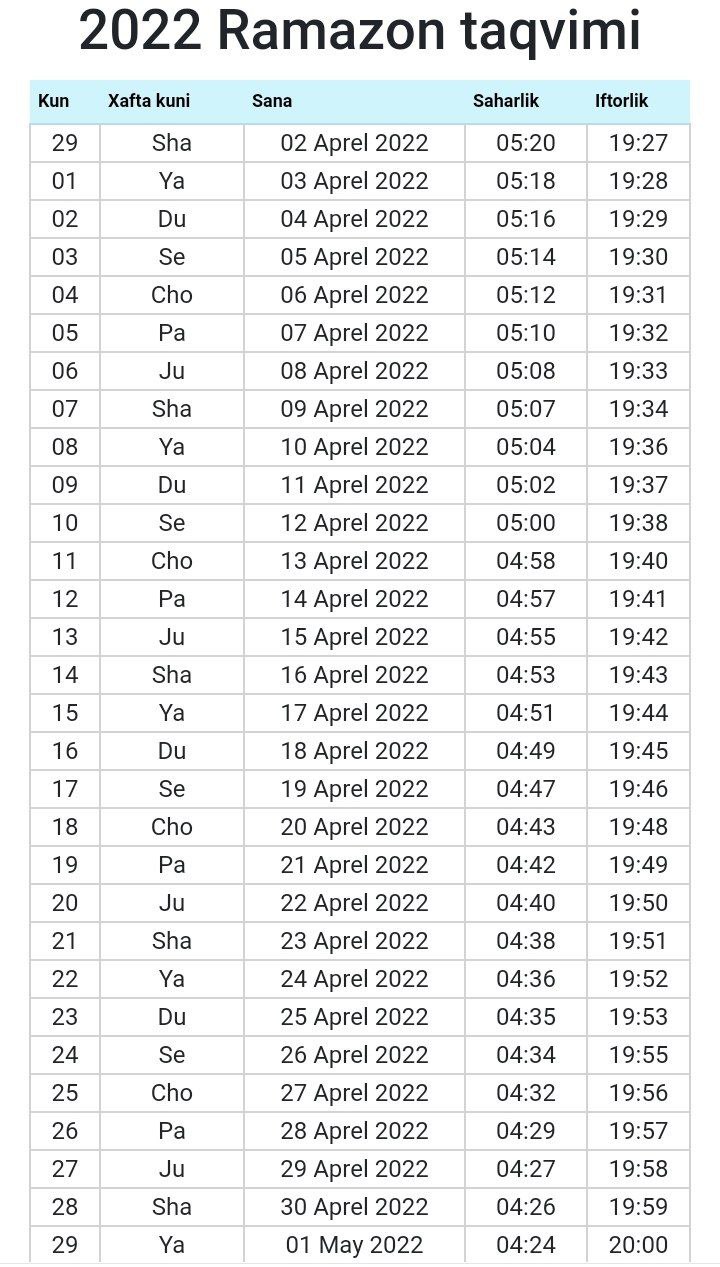 2022 Ramazon taqvimi
Kun Xafta kuni Sana Saharlik Iftorlik
29 Sha 02 Aprel 2022 05:20 19:27
01 Ya 03 Aprel 2022 05:18 19:28
02 Du 04 Aprel 2022 05:16 19:29
03 Se 05 Aprel 2022 05:14 19:30
04 Cho 06 Aprel 2022 05:12 19:31
05 Pa 07 Aprel 2022 05:10 19:32
06 Ju 08 Aprel 2022 05:08 19:33
07 Sha 09 Aprel 2022 05:07 19:34
08 Ya 10 Aprel 2022 05:04 19:36
09 Du 11 Aprel 2022 05:02 19:37
10 Se 12 Aprel 2022 05:00 19:38
11 Cho 13 Aprel 2022 04:58 19:40
12 Pa 14 Aprel 2022 04:57 19:41
13 Ju 15 Aprel 2022 04:55 19:42
14 Sha 16 Aprel 2022 04:53 19:43
15 Ya 17 Aprel 2022 04:51 19:44
16 Du 18 Aprel 2022 04:49 19:45
17 Se 19 Aprel 2022 04:47 19:46
18 Cho 20 Aprel 2022 04:43 19:48
19 Pa 21 Aprel 2022 04:42 19:49
20 Ju 22 Aprel 2022 04:40 19:50
21 Sha 23 Aprel 2022 04:38 19:51
22 Ya 24 Aprel 2022 04:36 19:52
23 Du 25 Aprel 2022 04:35 19:53
24 Se 26 Aprel 2022 04:34 19:55
25 Cho 27 Aprel 2022 04:32 19:56
26 Pa 28 Aprel 2022 04:29 19:57
27 Ju 29 Aprel 2022 04:27 19:58
28 Sha 30 Aprel 2022 04:26 19:59
29 Ya 01 May 2022 04:24 20:00